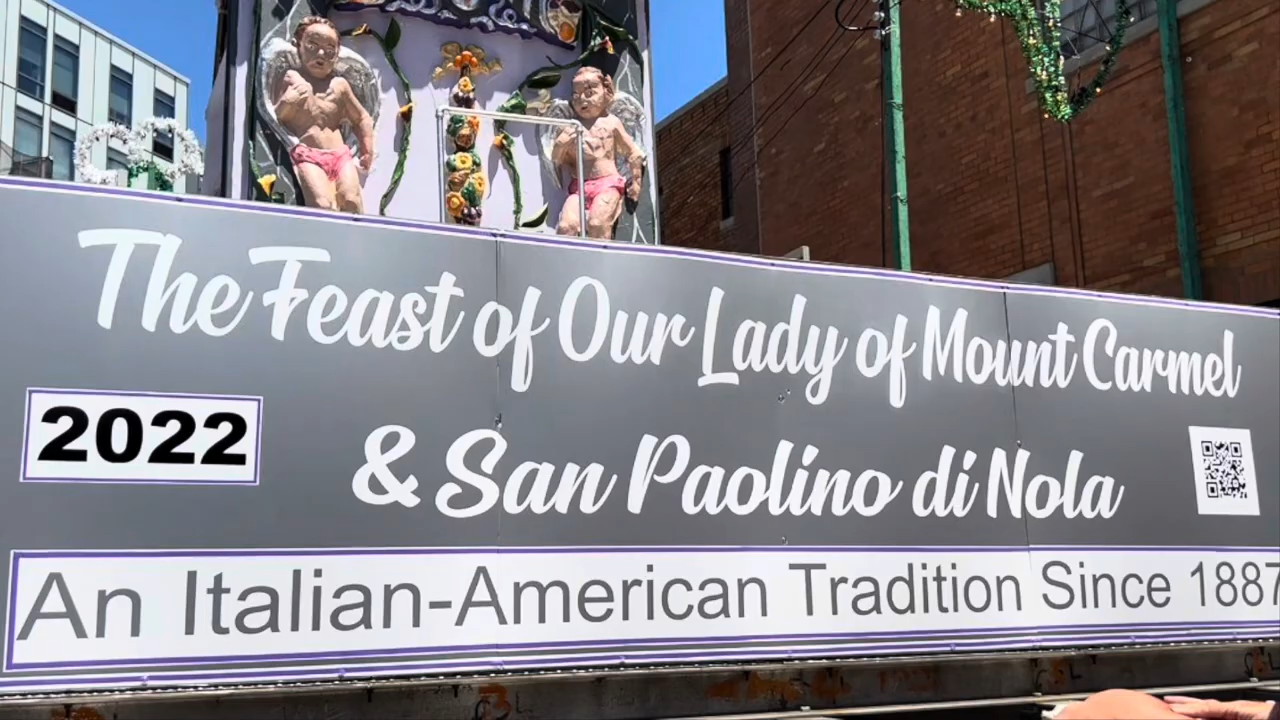 The Feast of Our Lady of Mount Carmel
2022
& San Paolino di Nola
An Italian-American Tradition Since 1887